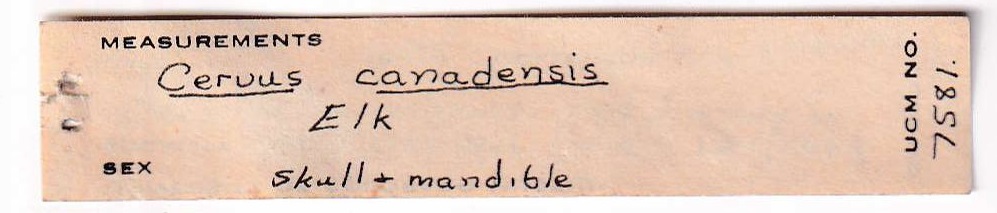 MEASUREMENTS
Cervus canadensis
Elk
SEX
skull + mandible
UCM NO.
7581.